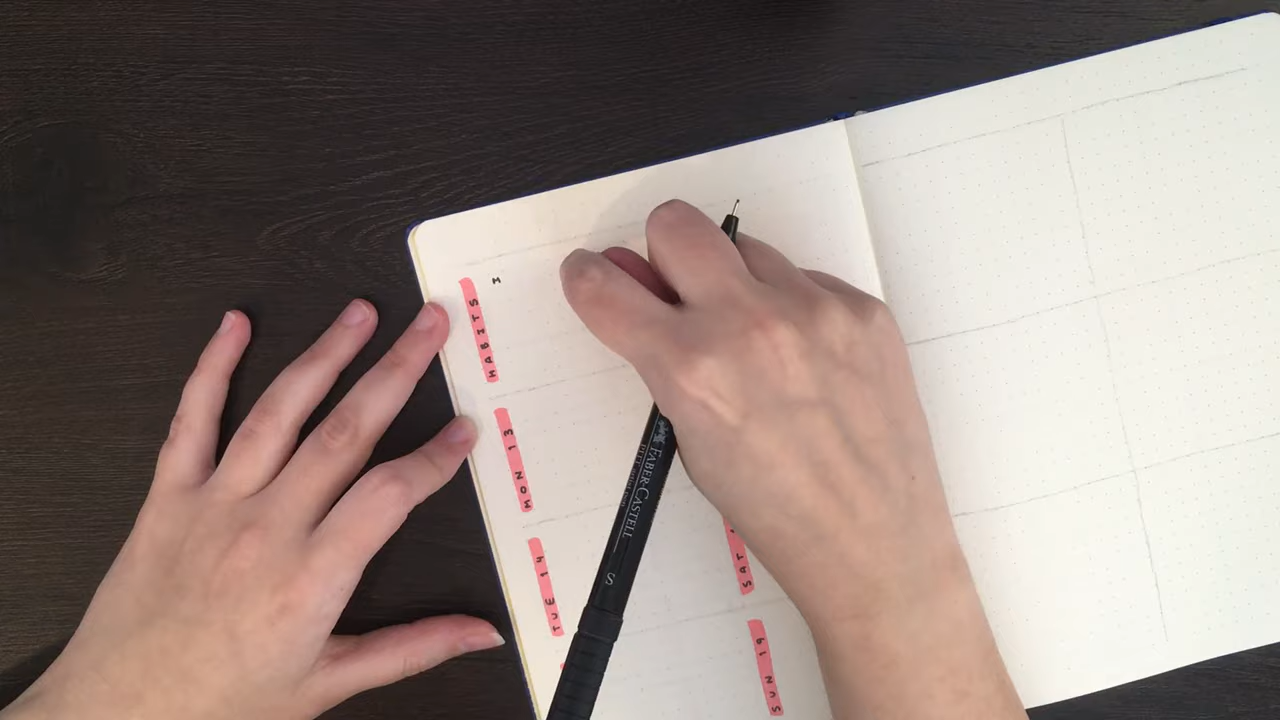 M
HABITS
MON 13
TUE 14
SAT
SUN 19
FABER-CASTELL
S